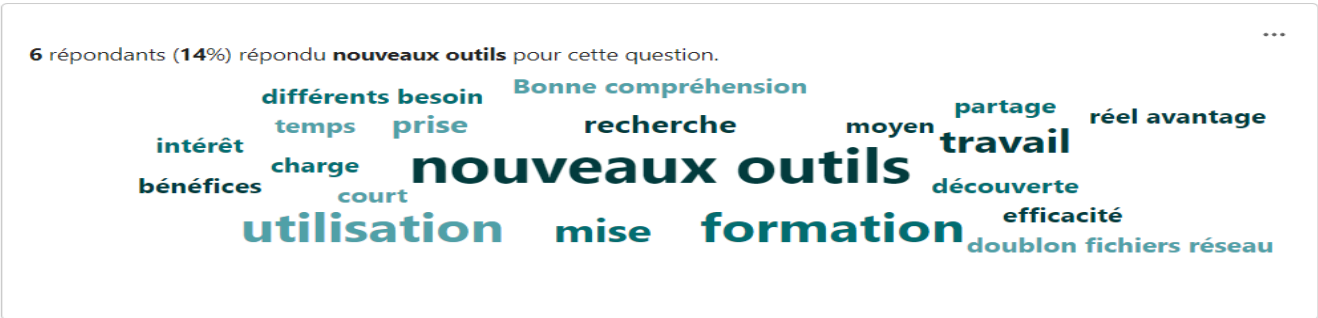 ...
6 répondants (14%) répondu nouveaux outils pour cette question.
Bonne compréhension
différents besoin
partage
réel avantage
temps prise recherche moyen
travail
intérêt
charge
nouveaux outils
bénéfices
découverte
court
efficacité
utilisation mise formation
doublon fichiers réseau